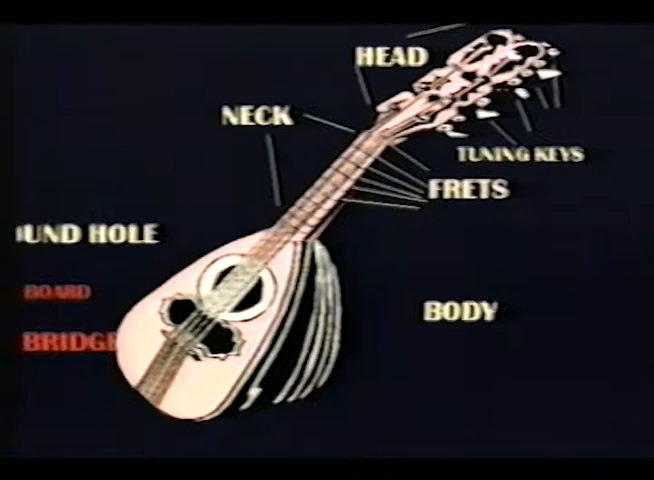 HEAD
NECK
TUNING KEYS
FRETS
UND HOLE
BOARD
BODY
BRIDGE